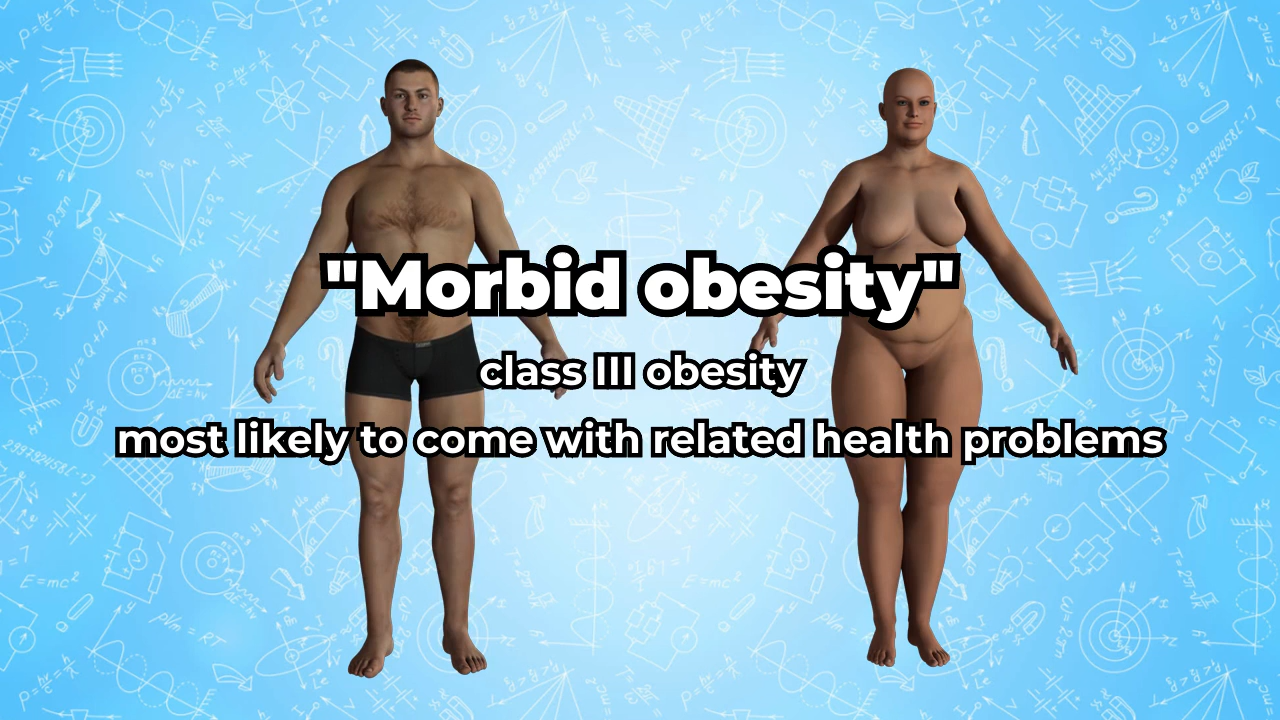 "Morbid obesity"
class III obesity
most likely to come with related health problems